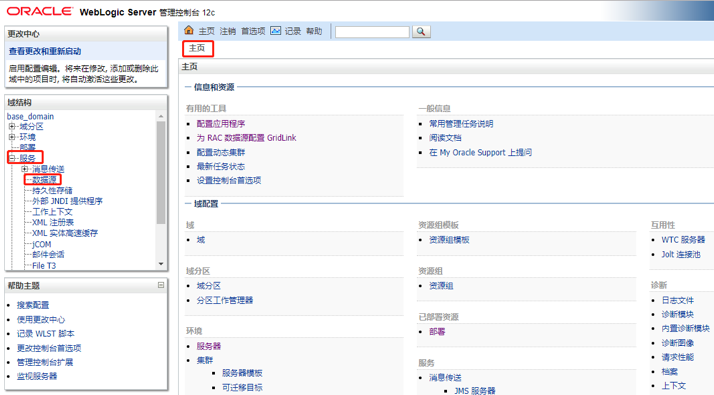 ORACLE WebLogic Server 管理控制台 12c
更改中心
查看更改和重新启动
启用配置编辑。将来在修改, 添加或删除此
域中的项目时, 将自动激活这些更改。
域结构
base_domain
域分区
环境
部署
服务
消息传送
数据源
持久性存储
外部 JNDI 提供程序
工作上下文
XML 注册表
XML 实体高速缓存
jCOM
邮件会话
File T3
帮助主题
搜索配置
使用更改中心
记录 WLST 脚本
更改控制台首选项
管理控制台扩展
监视服务器
主页 注销 首选项 记录 帮助
主页
主页
信息和资源
有用的工具
配置应用程序
为 RAC 数据源配置 GridLink
配置动态集群
最新任务状态
设置控制台首选项
一般信息
常用管理任务说明
阅读文档
在 My Oracle Support 上提问
域配置
域
域
域分区
域分区
分区工作管理器
环境
服务器
集群
服务器模板
可迁移目标
资源组模板
资源组模板
资源组
资源组
已部署资源
部署
服务
消息传送
JMS 服务器
互用性
WTC 服务器
Jolt 连接池
诊断
日志文件
诊断模块
内置诊断模块
诊断图像
请求性能
档案
上下文